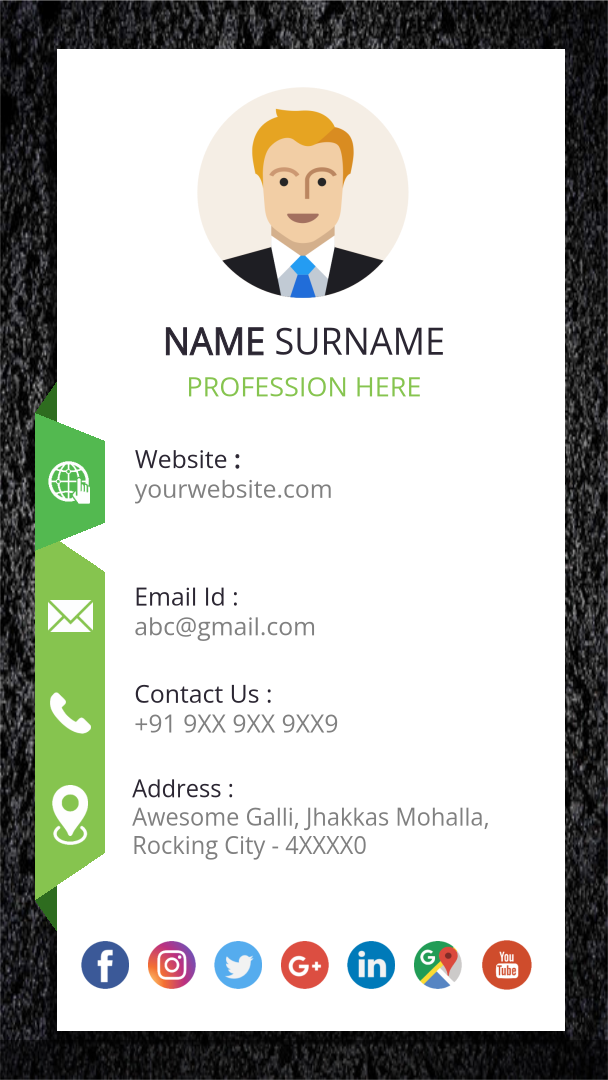 NAME SURNAME
PROFESSION HERE
Website :
yourwebsite.com
Email Id :
abc@gmail.com
Contact Us :
+91 9XX 9XX 9XX9
Address :
Awesome Galli, Jhakkas Mohalla,
Rocking City - 4XXXX0
f G+ in G You
Tube